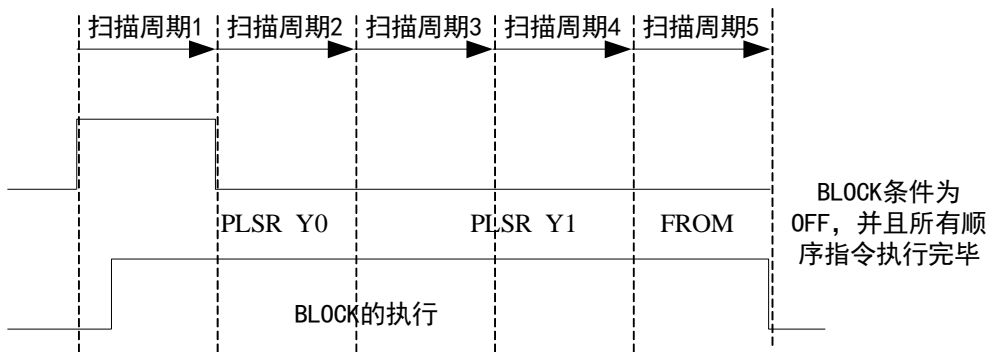 扫描周期1 扫描周期2 扫描周期3 扫描周期4 扫描周期5
PLSR Y0 PLSR Y1 FROM
BLOCK条件为
OFF，并且所有顺
序指令执行完毕
BLOCK的执行